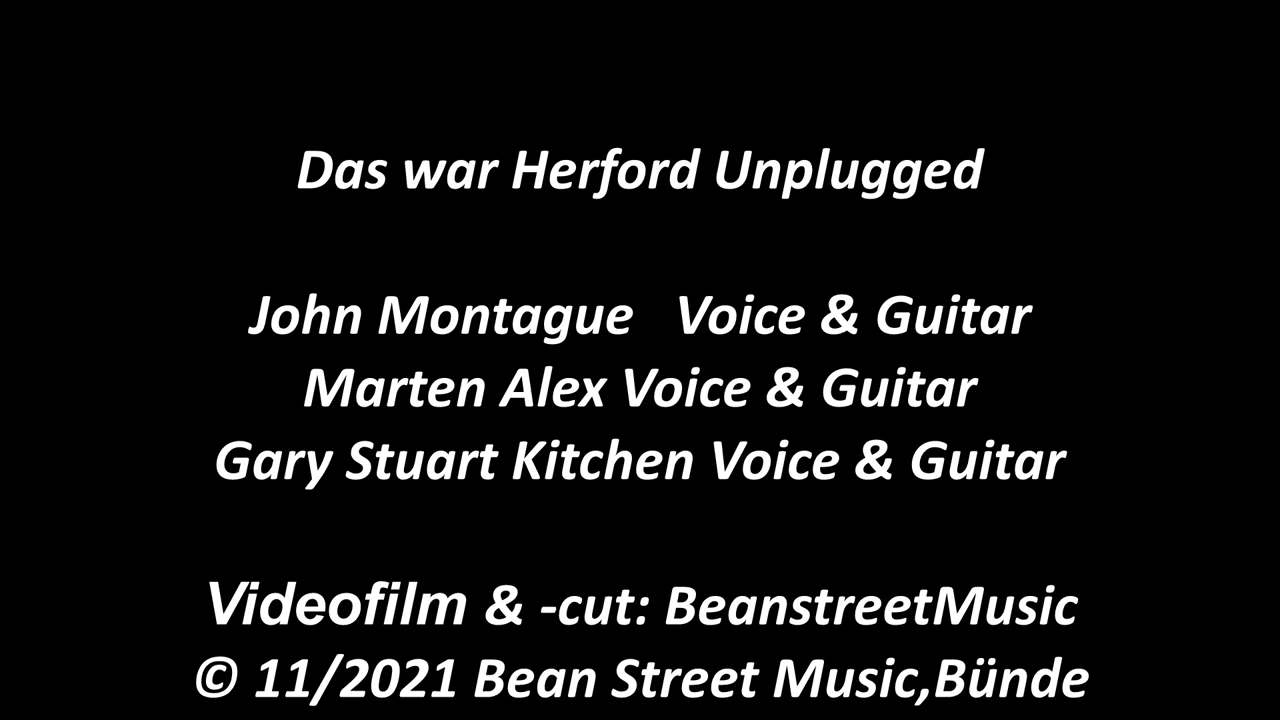 Das war Herford Unplugged
John Montague Voice & Guitar
Marten Alex Voice & Guitar
Gary Stuart Kitchen Voice & Guitar
Videofilm & -cut: BeanstreetMusic
© 11/2021 Bean Street Music,Bünde